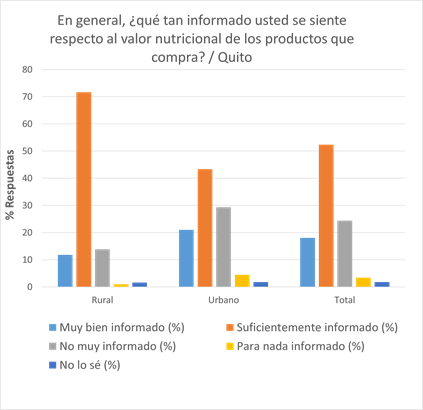 En general, ¿qué tan informado usted se siente
respecto al valor nutricional de los productos que
compra? / Quito
80
70
60
50
40
30
20
10
0
% Respuestas
Rural Urbano Total
Muy bien informado (%) Suficientemente informado (%)
No muy informado (%) Para nada informado (%)
No lo sé (%)